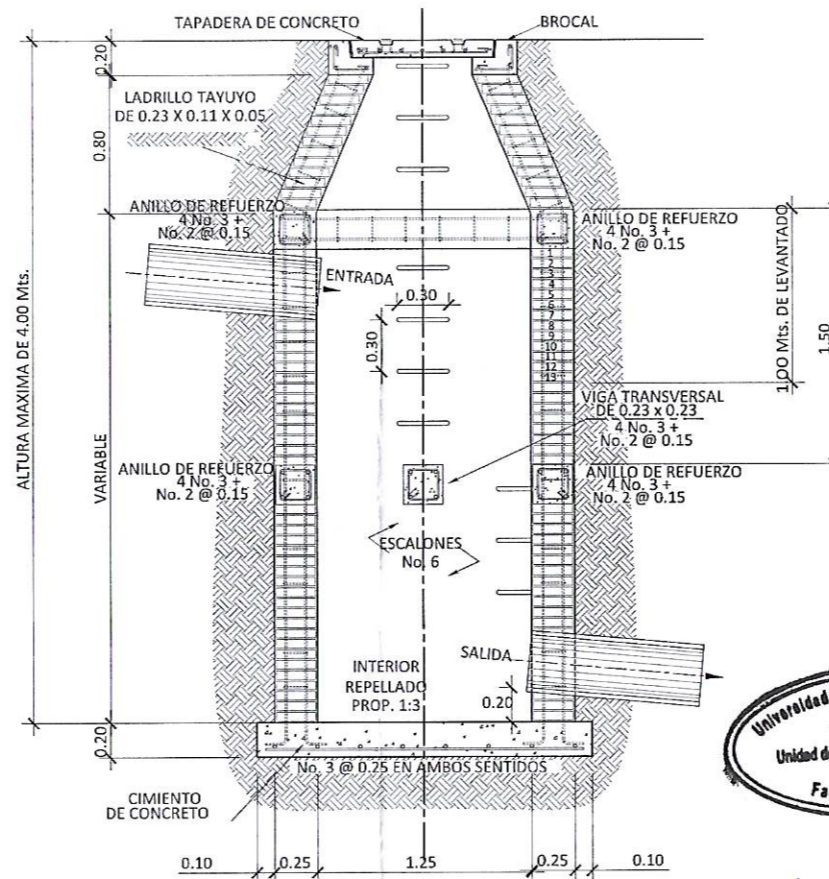 TAPADERA DE CONCRETO
BROCAL
0.20
LADRILLO TAYUYO
DE 0.23 X 0.11 X 0.05
0.80
ANILLO DE REFUERZO
4 No. 3 +
No. 2 @ 0.15
ANILLO DE REFUERZO
4 No. 3 +
No. 2 @ 0.15
ENTRADA
0.30
0.30
1
2
3
4
5
6
7
8
9
10
11
12
13
1.00 Mts. DE LEVANTADO
1.50
ALTURA MAXIMA DE 4.00 Mts.
VARIABLE
VIGA TRANSVERSAL
DE 0.23 x 0.23
4 No. 3 +
No. 2 @ 0.15
ANILLO DE REFUERZO
4 No. 3 +
No. 2 @ 0.15
ANILLO DE REFUERZO
4 No. 3 +
No. 2 @ 0.15
ESCALONES
No. 6
SALIDA
INTERIOR
REPELLADO
PROP. 1:3
0.20
0.20
No. 3 @ 0.25 EN AMBOS SENTIDOS
CIMIENTO
DE CONCRETO
0.10
0.25
1.25
0.25
0.10
Universidad
Unidad de
Fa